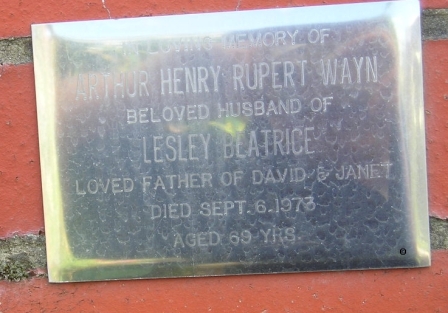 IN LOVING MEMORY OF
ARTHUR HENRY RUPERT WAYN
BELOVED HUSBAND OF
LESLEY BEATRICE
LOVED FATHER OF DAVID & JANET
DIED SEPT. 6. 1973
AGED 69 YRS.